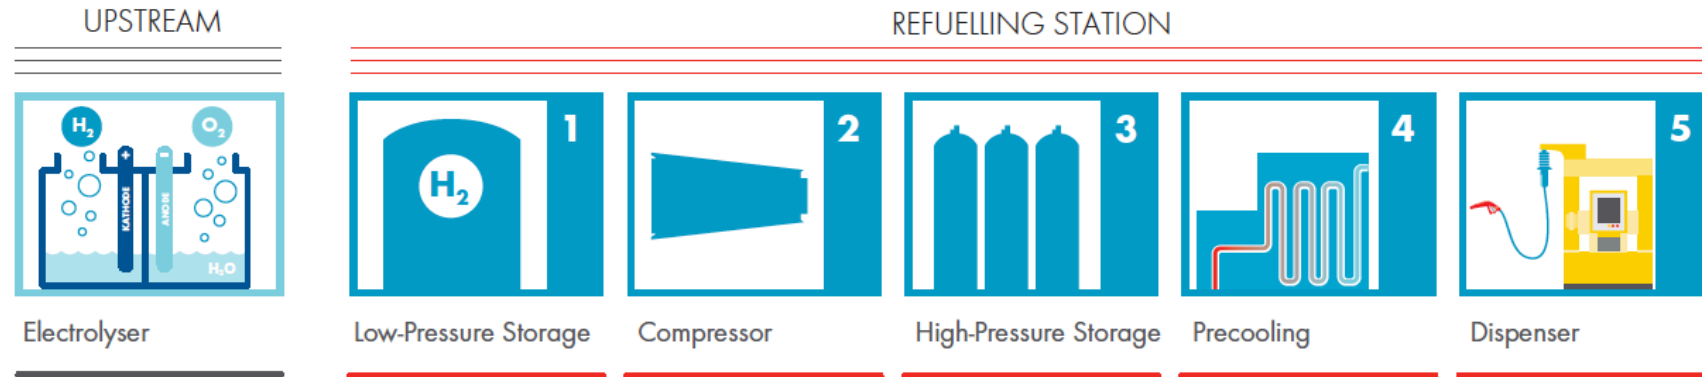 UPSTREAM
REFUELLING STATION
H2
O2
+
–
KATHODE
ANODE
H2O
Electrolyser
1
H2
Low-Pressure Storage
2
Compressor
3
High-Pressure Storage
4
Precooling
5
Dispenser